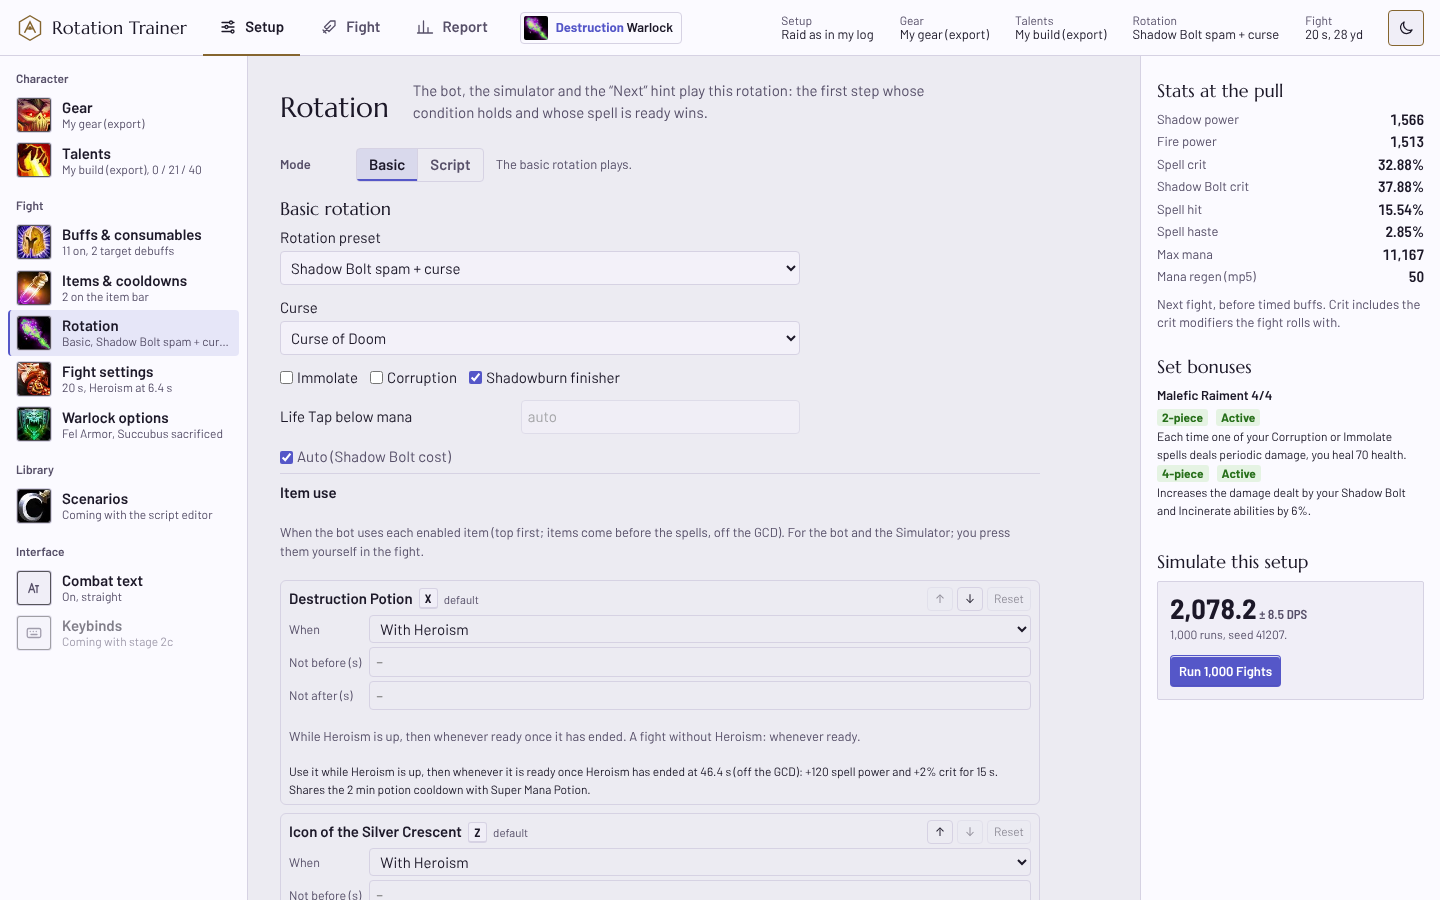 Rotation Trainer
Setup
Fight
Report
Destruction Warlock
Setup
Raid as in my log
Gear
My gear (export)
Talents
My build (export)
Rotation
Shadow Bolt spam + curse
Fight
20 s, 28 yd
Character
Gear
My gear (export)
Talents
My build (export), 0 / 21 / 40
Fight
Buffs & consumables
11 on, 2 target debuffs
Items & cooldowns
2 on the item bar
Rotation
Basic, Shadow Bolt spam + cur...
Fight settings
20 s, Heroism at 6.4 s
Warlock options
Fel Armor, Succubus sacrificed
Library
Scenarios
Coming with the script editor
Interface
Combat text
On, straight
Keybinds
Coming with stage 2c
Rotation
The bot, the simulator and the “Next” hint play this rotation: the first step whose
condition holds and whose spell is ready wins.
Mode
Basic
Script
The basic rotation plays.
Basic rotation
Rotation preset
Shadow Bolt spam + curse
Curse
Curse of Doom
Immolate
Corruption
Shadowburn finisher
Life Tap below mana
auto
Auto (Shadow Bolt cost)
Item use
When the bot uses each enabled item (top first; items come before the spells, off the GCD). For the bot and the Simulator; you press
them yourself in the fight.
Destruction Potion X default
↑ ↓ Reset
When
With Heroism
Not before (s)
–
Not after (s)
–
While Heroism is up, then whenever ready once it has ended. A fight without Heroism: whenever ready.
Use it while Heroism is up, then whenever it is ready once Heroism has ended at 46.4 s (off the GCD): +120 spell power and +2% crit for 15 s.
Shares the 2 min potion cooldown with Super Mana Potion.
Icon of the Silver Crescent Z default
↑ ↓ Reset
When
With Heroism
Not before (s)
–
Stats at the pull
Shadow power 1,566
Fire power 1,513
Spell crit 32.88%
Shadow Bolt crit 37.88%
Spell hit 15.54%
Spell haste 2.85%
Max mana 11,167
Mana regen (mp5) 50
Next fight, before timed buffs. Crit includes the
crit modifiers the fight rolls with.
Set bonuses
Malefic Raiment 4/4
2-piece Active
Each time one of your Corruption or Immolate
spells deals periodic damage, you heal 70 health.
4-piece Active
Increases the damage dealt by your Shadow Bolt
and Incinerate abilities by 6%.
Simulate this setup
2,078.2 ± 8.5 DPS
1,000 runs, seed 41207.
Run 1,000 Fights